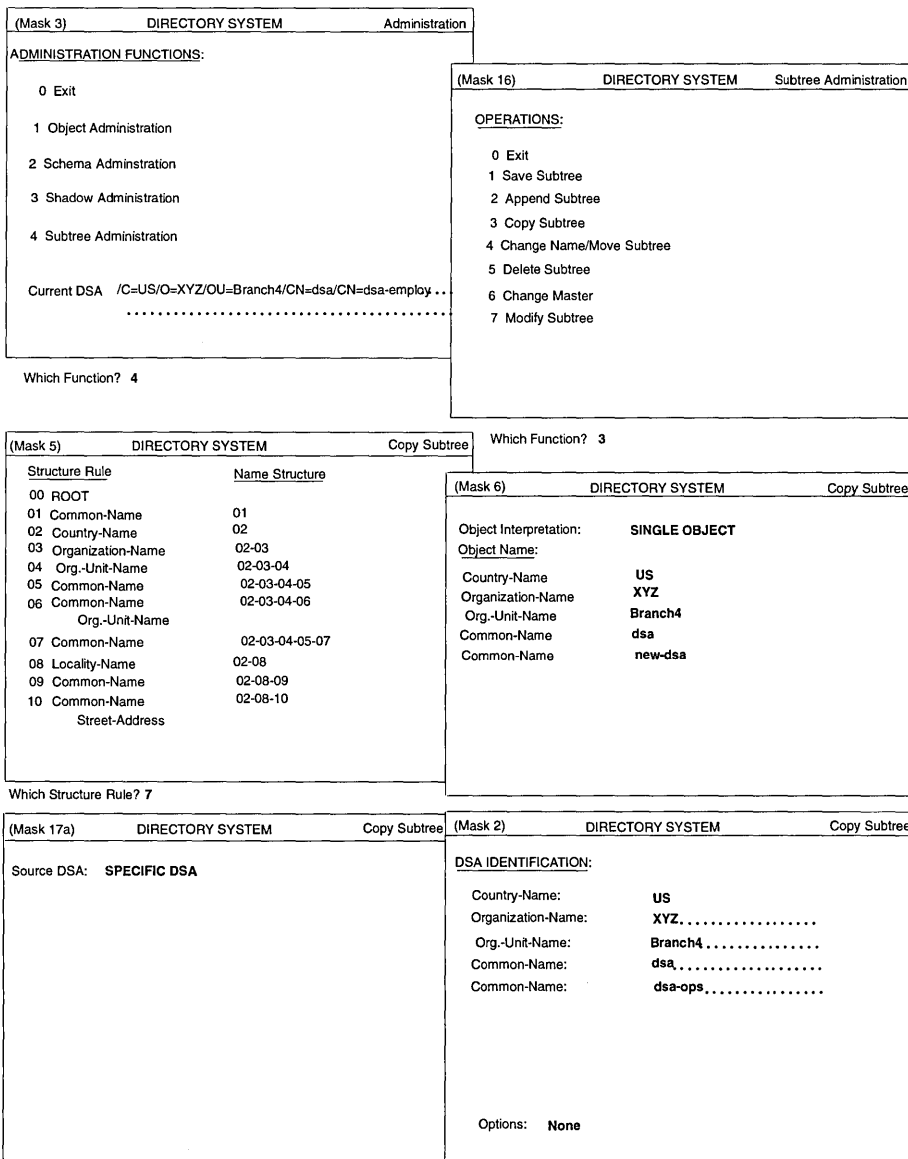 (Mask 3) DIRECTORY SYSTEM Administration
ADMINISTRATION FUNCTIONS:
0 Exit
1 Object Administration
2 Schema Adminstration
3 Shadow Administration
4 Subtree Administration
Current DSA /C=US/O=XYZ/OU=Branch4/CN=dsa/CN=dsa-employ...
........................................
Which Function? 4
(Mask 16) DIRECTORY SYSTEM Subtree Administration
OPERATIONS:
0 Exit
1 Save Subtree
2 Append Subtree
3 Copy Subtree
4 Change Name/Move Subtree
5 Delete Subtree
6 Change Master
7 Modify Subtree
Which Function? 3
(Mask 5) DIRECTORY SYSTEM Copy Subtree
Structure Rule Name Structure
00 ROOT
01 Common-Name 01
02 Country-Name 02
03 Organization-Name 02-03
04 Org.-Unit-Name 02-03-04
05 Common-Name 02-03-04-05
06 Common-Name 02-03-04-06
Org.-Unit-Name
07 Common-Name 02-03-04-05-07
08 Locality-Name 02-08
09 Common-Name 02-08-09
10 Common-Name 02-08-10
Street-Address
Which Structure Rule? 7
(Mask 6) DIRECTORY SYSTEM Copy Subtree
Object Interpretation: SINGLE OBJECT
Object Name:
Country-Name US
Organization-Name XYZ
Org.-Unit-Name Branch4
Common-Name dsa
Common-Name new-dsa
(Mask 17a) DIRECTORY SYSTEM Copy Subtree
Source DSA: SPECIFIC DSA
(Mask 2) DIRECTORY SYSTEM Copy Subtree
DSA IDENTIFICATION:
Country-Name: US
Organization-Name: XYZ..................
Org.-Unit-Name: Branch4...............
Common-Name: dsa....................
Common-Name: dsa-ops................
Options: None